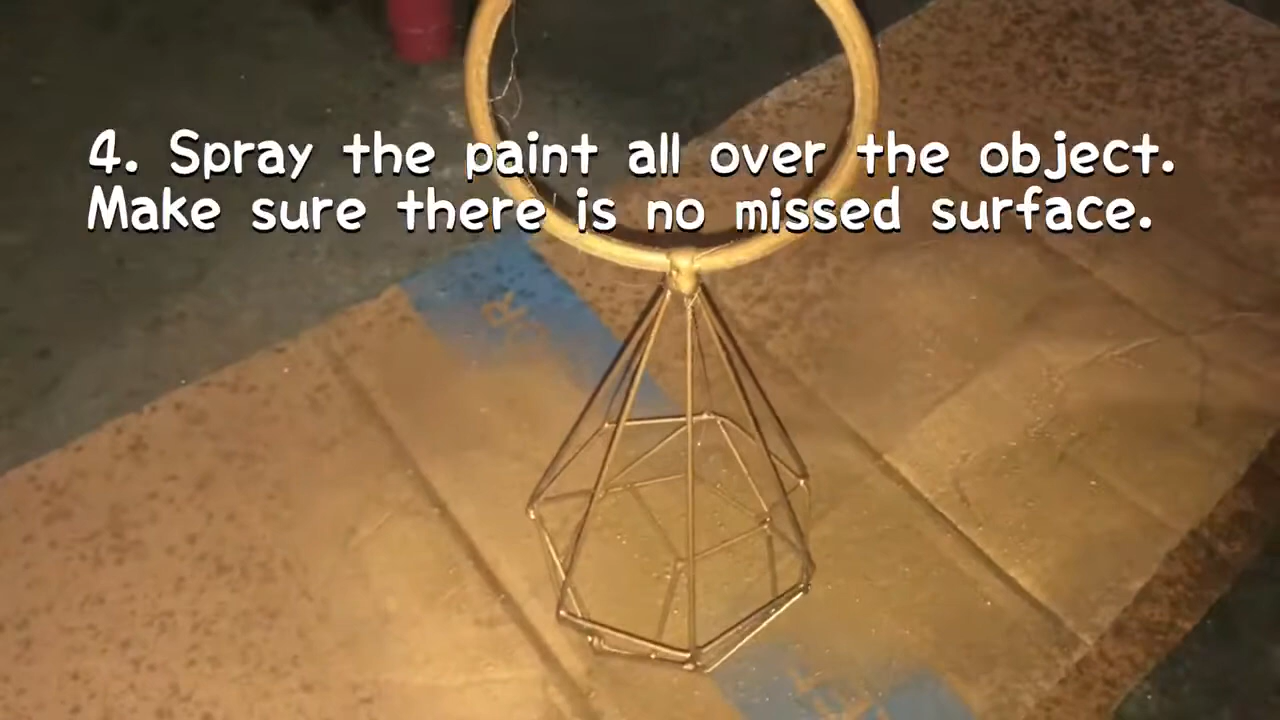 4. Spray the paint all over the object.
Make sure there is no missed surface.